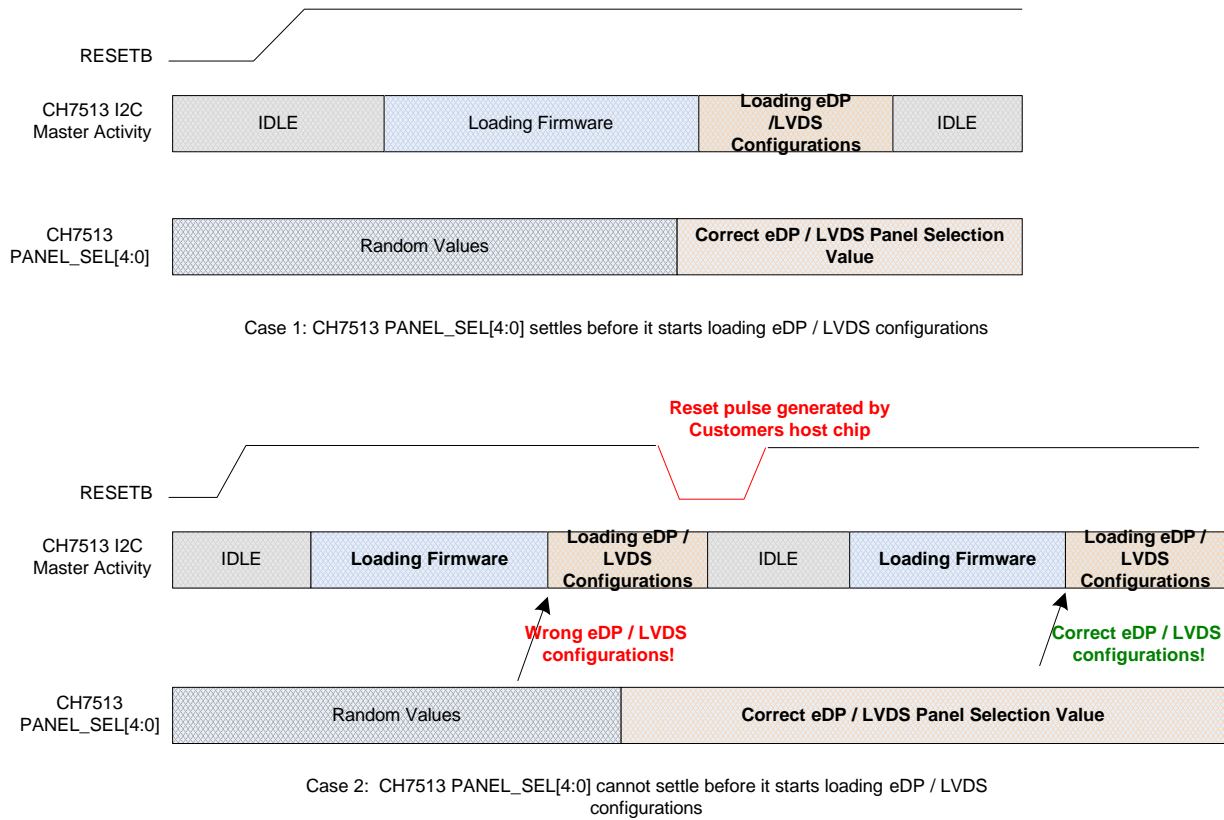 RESETB
CH7513 I2C
Master Activity
IDLE
Loading Firmware
Loading eDP
/LVDS
Configurations
IDLE
CH7513
PANEL_SEL[4:0]
Random Values
Correct eDP / LVDS Panel Selection
Value
Case 1: CH7513 PANEL_SEL[4:0] settles before it starts loading eDP / LVDS configurations
Reset pulse generated by
Customers host chip
RESETB
CH7513 I2C
Master Activity
IDLE
Loading Firmware
Loading eDP /
LVDS
Configurations
IDLE
Loading Firmware
Loading eDP /
LVDS
Configurations
Wrong eDP / LVDS
configurations!
Correct eDP / LVDS
configurations!
CH7513
PANEL_SEL[4:0]
Random Values
Correct eDP / LVDS Panel Selection Value
Case 2: CH7513 PANEL_SEL[4:0] cannot settle before it starts loading eDP / LVDS
configurations